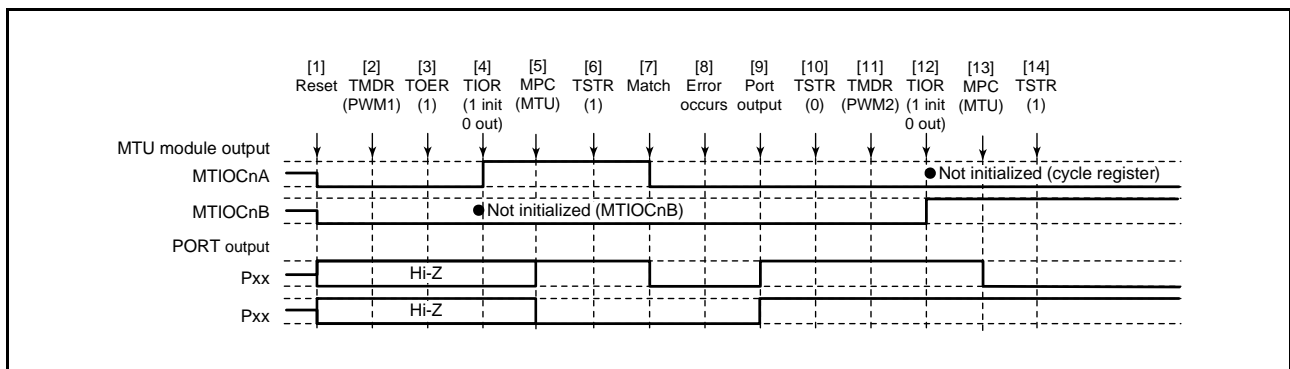 [1] [2] [3] [4] [5] [6] [7] [8] [9] [10] [11] [12] [13] [14]
Reset TMDR TOER TIOR MPC TSTR Match Error Port TSTR TMDR TIOR MPC TSTR
(PWM1) (1) (1 init (MTU) (1) occurs output (0) (PWM2) (1 init (MTU) (1)
0 out) 0 out)
MTU module output
MTIOCnA ●Not initialized (cycle register)
MTIOCnB ●Not initialized (MTIOCnB)
PORT output
Pxx Hi-Z
Pxx Hi-Z